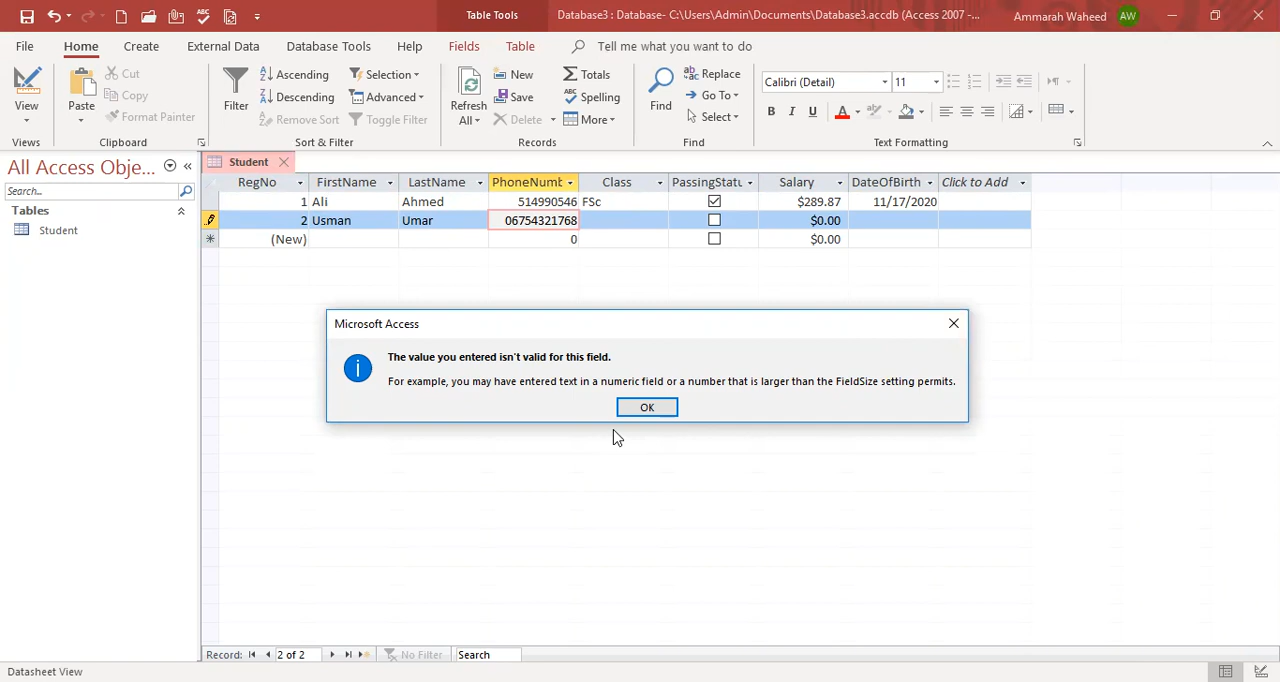 Table Tools
Database3 : Database- C:\Users\Admin\Documents\Database3.accdb (Access 2007 -...
Ammarah Waheed
AW
File
Home
Create
External Data
Database Tools
Help
Fields
Table
Tell me what you want to do
View
Paste
Cut
Copy
Format Painter
Filter
Ascending
Descending
Remove Sort
Selection
Advanced
Toggle Filter
Refresh
All
New
Save
Delete
Totals
Spelling
More
Find
Replace
Go To
Select
Calibri (Detail)
11
B I U
A
Views
Clipboard
Sort & Filter
Records
Find
Text Formatting
All Access Obje...
Search...
Tables
Student
Student
RegNo FirstName LastName PhoneNumb Class PassingStatu Salary DateOfBirth Click to Add
1 Ali Ahmed 514990546 FSc $289.87 11/17/2020
2 Usman Umar 06754321768 $0.00
(New) 0 $0.00
Microsoft Access
The value you entered isn't valid for this field.
For example, you may have entered text in a numeric field or a number that is larger than the FieldSize setting permits.
OK
Record: 2 of 2 No Filter Search
Datasheet View